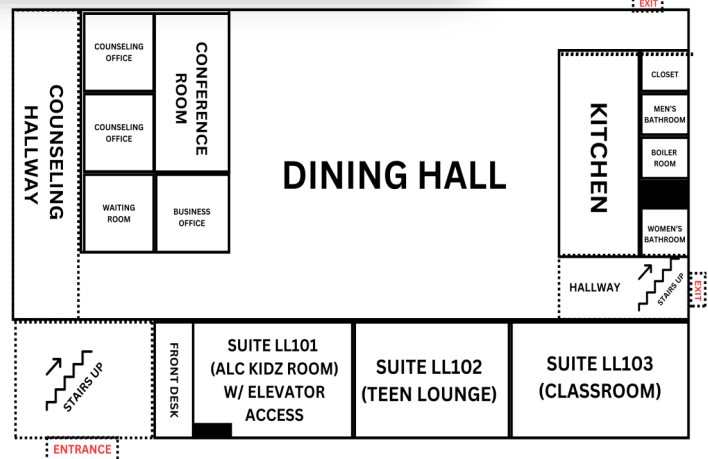 EXIT
COUNSELING
OFFICE
CONFERENCE
ROOM
CLOSET
COUNSELING
HALLWAY
MEN'S
BATHROOM
KITCHEN
COUNSELING
OFFICE
BOILER
ROOM
DINING HALL
WAITING
ROOM
BUSINESS
OFFICE
WOMEN'S
BATHROOM
HALLWAY
STAIRS UP
EXIT
STAIRS UP
FRONT DESK
SUITE LL101
(ALC KIDZ ROOM)
W/ ELEVATOR
ACCESS
SUITE LL102
(TEEN LOUNGE)
SUITE LL103
(CLASSROOM)
ENTRANCE